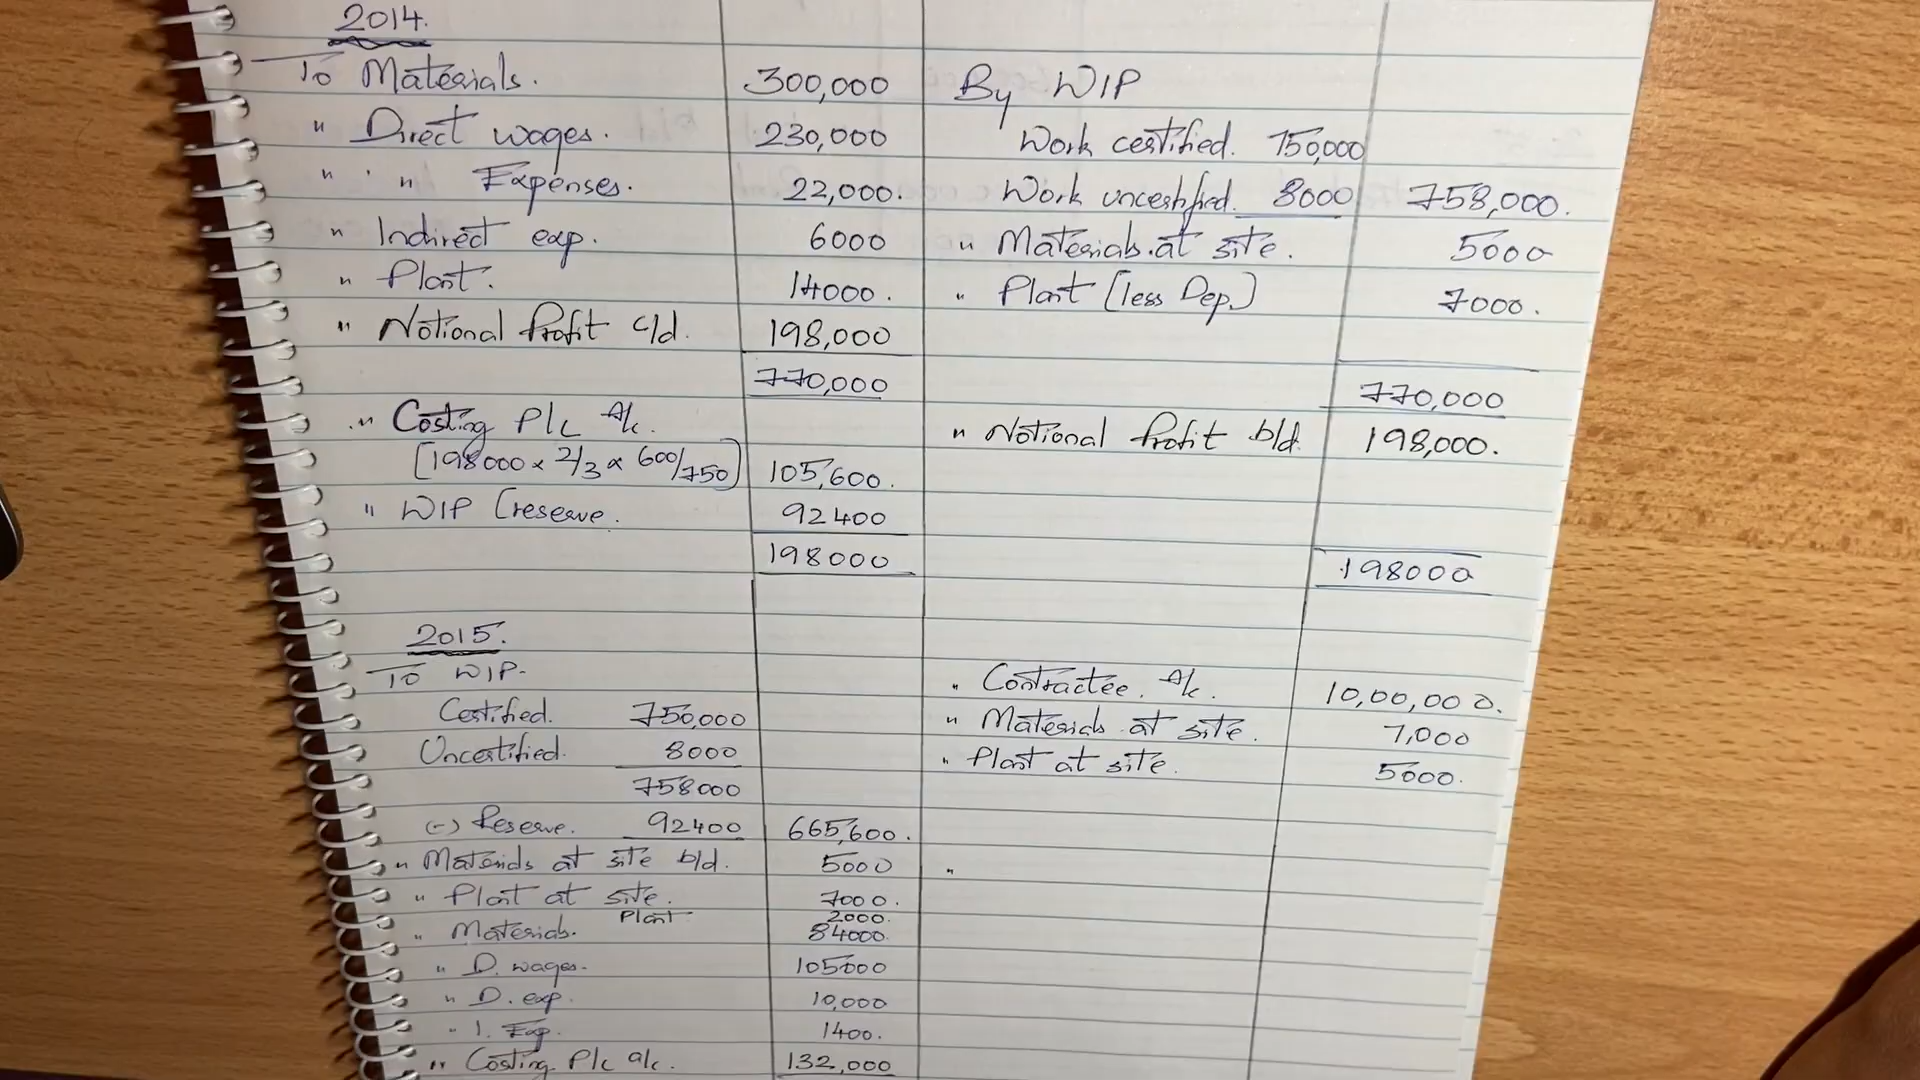 2014.
To Materials. 300,000 By WIP
" Direct wages. 230,000 Work certified. 750,000
" " " Expenses. 22,000. Work uncertified. 8000 758,000.
" Indirect exp. 6000 " Materials at site. 5000
" Plant. 14000. " Plant (less Dep.) 7000.
" Notional Profit c/d. 198,000
770,000 770,000
" Costing P/L A/c. " Notional Profit b/d. 198,000.
[198000 x 2/3 x 600/750] 105,600.
" WIP (reserve. 92400
198000 198000
2015.
To WIP. " Contractee. A/c. 10,00,000.
Certified. 750,000 " Materials at site. 7,000
Uncertified. 8000 " Plant at site. 5000.
758000
(-) Reserve. 92400 665,600.
" Materials at site b/d. 5000 "
" Plant at site. 7000.
Plant 2000.
" Materials. 84000.
" D. wages. 105000
" D. exp. 10,000
" I. Exp. 1400.
" Costing P/L a/c. 132,000